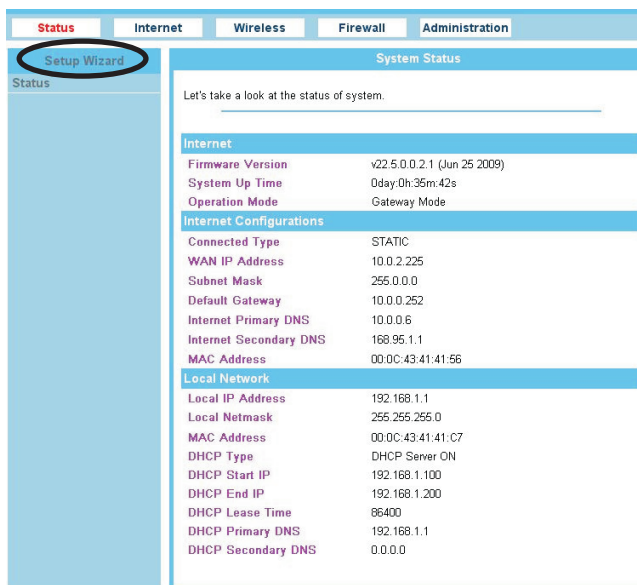 Status Internet Wireless Firewall Administration
Setup Wizard
Status
System Status
Let's take a look at the status of system.
Internet
Firmware Version v22.5.0.0.2.1 (Jun 25 2009)
System Up Time 0day:0h:35m:42s
Operation Mode Gateway Mode
Internet Configurations
Connected Type STATIC
WAN IP Address 10.0.2.225
Subnet Mask 255.0.0.0
Default Gateway 10.0.0.252
Internet Primary DNS 10.0.0.6
Internet Secondary DNS 168.95.1.1
MAC Address 00:0C:43:41:41:56
Local Network
Local IP Address 192.168.1.1
Local Netmask 255.255.255.0
MAC Address 00:0C:43:41:41:C7
DHCP Type DHCP Server ON
DHCP Start IP 192.168.1.100
DHCP End IP 192.168.1.200
DHCP Lease Time 86400
DHCP Primary DNS 192.168.1.1
DHCP Secondary DNS 0.0.0.0